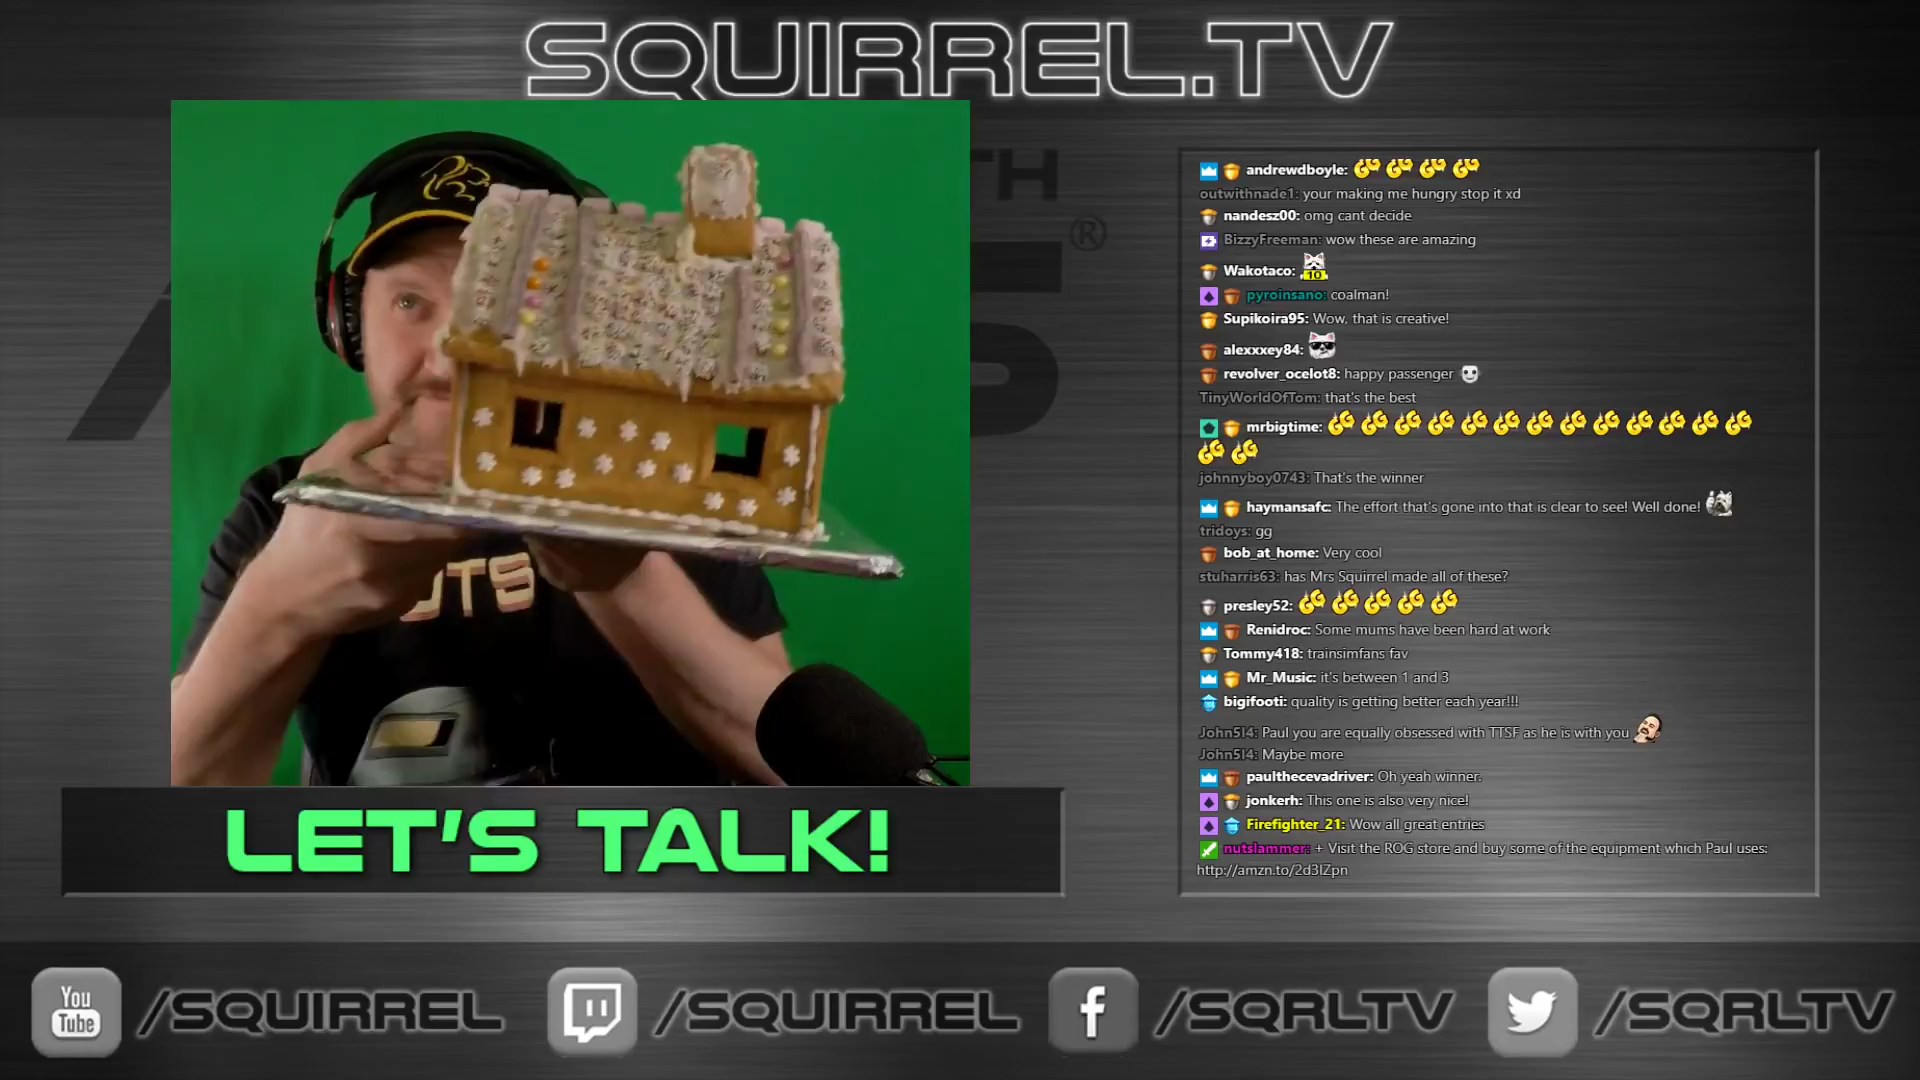 SQUIRREL.TV
TH
®
UTS
LET'S TALK!
andrewdboyle:
outwithnade1: your making me hungry stop it xd
nandesz00: omg cant decide
BizzyFreeman: wow these are amazing
Wakotaco: 10
pyroinsano: coalman!
Supikoira95: Wow, that is creative!
alexxxey84:
revolver_ocelot8: happy passenger
TinyWorldOfTom: that's the best
mrbigtime:
johnnyboy0743: That's the winner
haymansafc: The effort that's gone into that is clear to see! Well done!
tridoys: gg
bob_at_home: Very cool
stuharris63: has Mrs Squirrel made all of these?
presley52:
Renidroc: Some mums have been hard at work
Tommy418: trainsimfans fav
Mr_Music: it's between 1 and 3
bigifooti: quality is getting better each year!!!
John5I4: Paul you are equally obsessed with TTSF as he is with you
John5I4: Maybe more
paulthecevadriver: Oh yeah winner.
jonkerh: This one is also very nice!
Firefighter_21: Wow all great entries
nutslammer: + Visit the ROG store and buy some of the equipment which Paul uses:
http://amzn.to/2d3lZpn
You
Tube
/SQUIRREL
/SQUIRREL
/SQRLTV
/SQRLTV